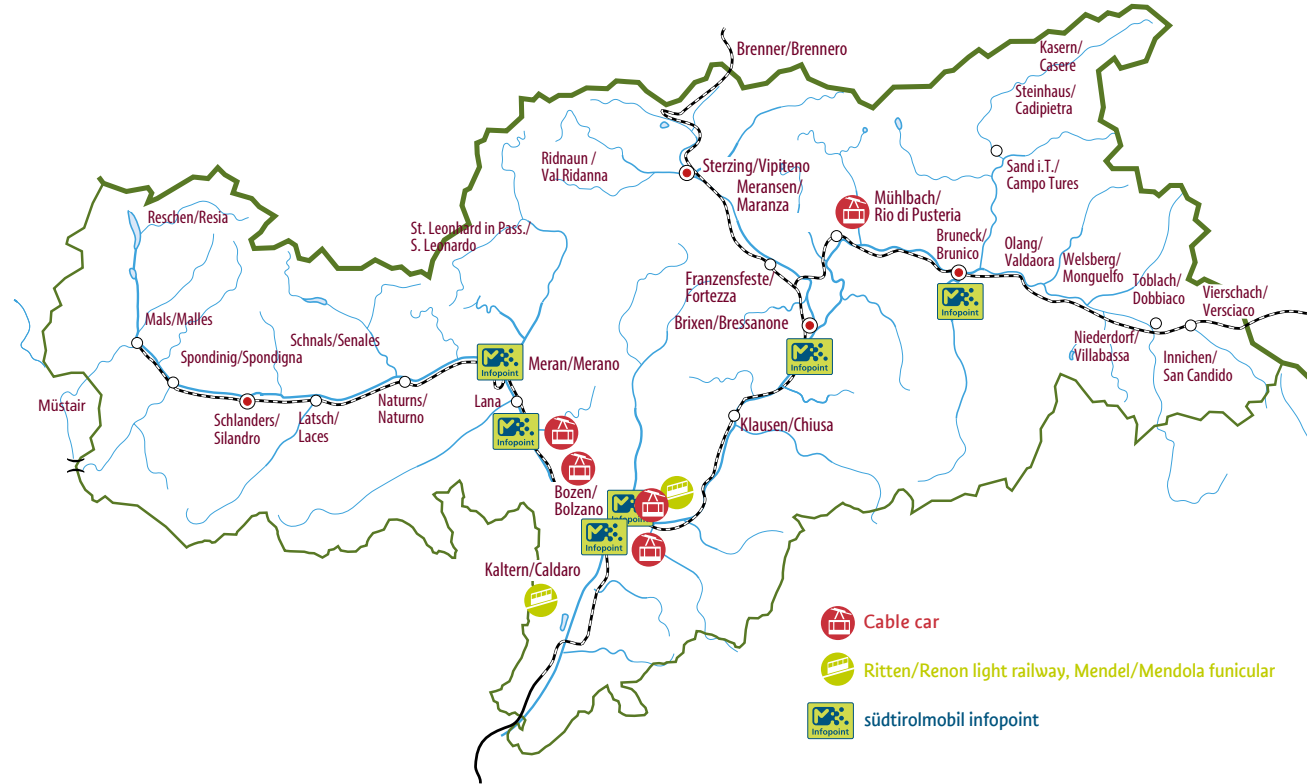 Brenner/Brennero
Kasern/
Casere
Steinhaus/
Cadipietra
Ridnaun /
Val Ridanna
Sterzing/Vipiteno
Meransen/
Maranza
Mühlbach/
Rio di Pusteria
Sand i.T./
Campo Tures
Reschen/Resia
St. Leonhard in Pass./
S. Leonardo
Bruneck/
Brunico
Olang/
Valdaora
Welsberg/
Monguelfo
Toblach/
Dobbiaco
Vierschach/
Versciaco
Franzensfeste/
Fortezza
Brixen/Bressanone
Infopoint
Infopoint
Mals/Malles
Spondinig/Spondigna
Schnals/Senales
Infopoint
Meran/Merano
Niederdorf/
Villabassa
Innichen/
San Candido
Müstair
Schlanders/
Silandro
Latsch/
Laces
Naturns/
Naturno
Lana
Infopoint
Klausen/Chiusa
Bozen/
Bolzano
Infopoint
Infopoint
Kaltern/Caldaro
Cable car
Ritten/Renon light railway, Mendel/Mendola funicular
Infopoint
südtirolmobil infopoint